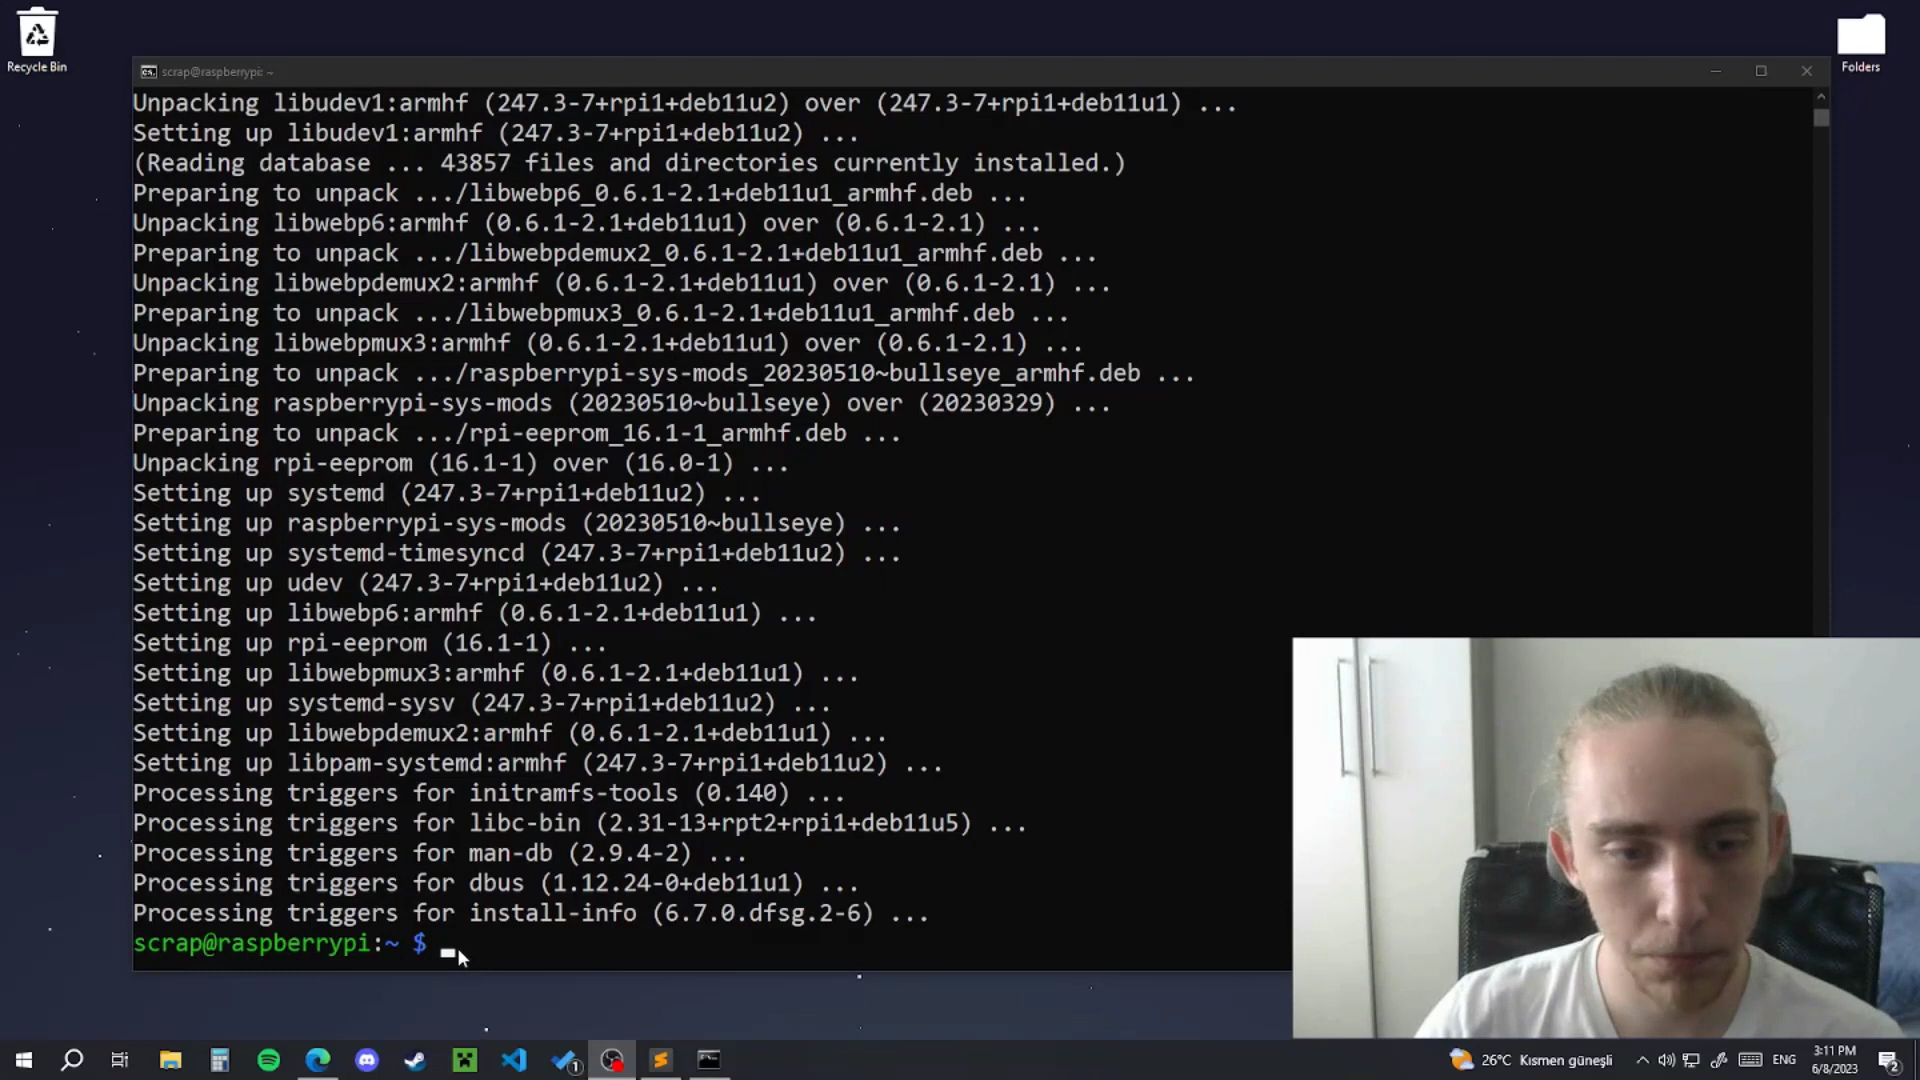 Recycle Bin
Folders
scrap@raspberrypi: ~
Unpacking libudev1:armhf (247.3-7+rpi1+deb11u2) over (247.3-7+rpi1+deb11u1) ...
Setting up libudev1:armhf (247.3-7+rpi1+deb11u2) ...
(Reading database ... 43857 files and directories currently installed.)
Preparing to unpack .../libwebp6_0.6.1-2.1+deb11u1_armhf.deb ...
Unpacking libwebp6:armhf (0.6.1-2.1+deb11u1) over (0.6.1-2.1) ...
Preparing to unpack .../libwebpdemux2_0.6.1-2.1+deb11u1_armhf.deb ...
Unpacking libwebpdemux2:armhf (0.6.1-2.1+deb11u1) over (0.6.1-2.1) ...
Preparing to unpack .../libwebpmux3_0.6.1-2.1+deb11u1_armhf.deb ...
Unpacking libwebpmux3:armhf (0.6.1-2.1+deb11u1) over (0.6.1-2.1) ...
Preparing to unpack .../raspberrypi-sys-mods_20230510~bullseye_armhf.deb ...
Unpacking raspberrypi-sys-mods (20230510~bullseye) over (20230329) ...
Preparing to unpack .../rpi-eeprom_16.1-1_armhf.deb ...
Unpacking rpi-eeprom (16.1-1) over (16.0-1) ...
Setting up systemd (247.3-7+rpi1+deb11u2) ...
Setting up raspberrypi-sys-mods (20230510~bullseye) ...
Setting up systemd-timesyncd (247.3-7+rpi1+deb11u2) ...
Setting up udev (247.3-7+rpi1+deb11u2) ...
Setting up libwebp6:armhf (0.6.1-2.1+deb11u1) ...
Setting up rpi-eeprom (16.1-1) ...
Setting up libwebpmux3:armhf (0.6.1-2.1+deb11u1) ...
Setting up systemd-sysv (247.3-7+rpi1+deb11u2) ...
Setting up libwebpdemux2:armhf (0.6.1-2.1+deb11u1) ...
Setting up libpam-systemd:armhf (247.3-7+rpi1+deb11u2) ...
Processing triggers for initramfs-tools (0.140) ...
Processing triggers for libc-bin (2.31-13+rpt2+rpi1+deb11u5) ...
Processing triggers for man-db (2.9.4-2) ...
Processing triggers for dbus (1.12.24-0+deb11u1) ...
Processing triggers for install-info (6.7.0.dfsg.2-6) ...
scrap@raspberrypi:~ $
1
26°C Kısmen güneşli
ENG
3:11 PM
6/8/2023
2